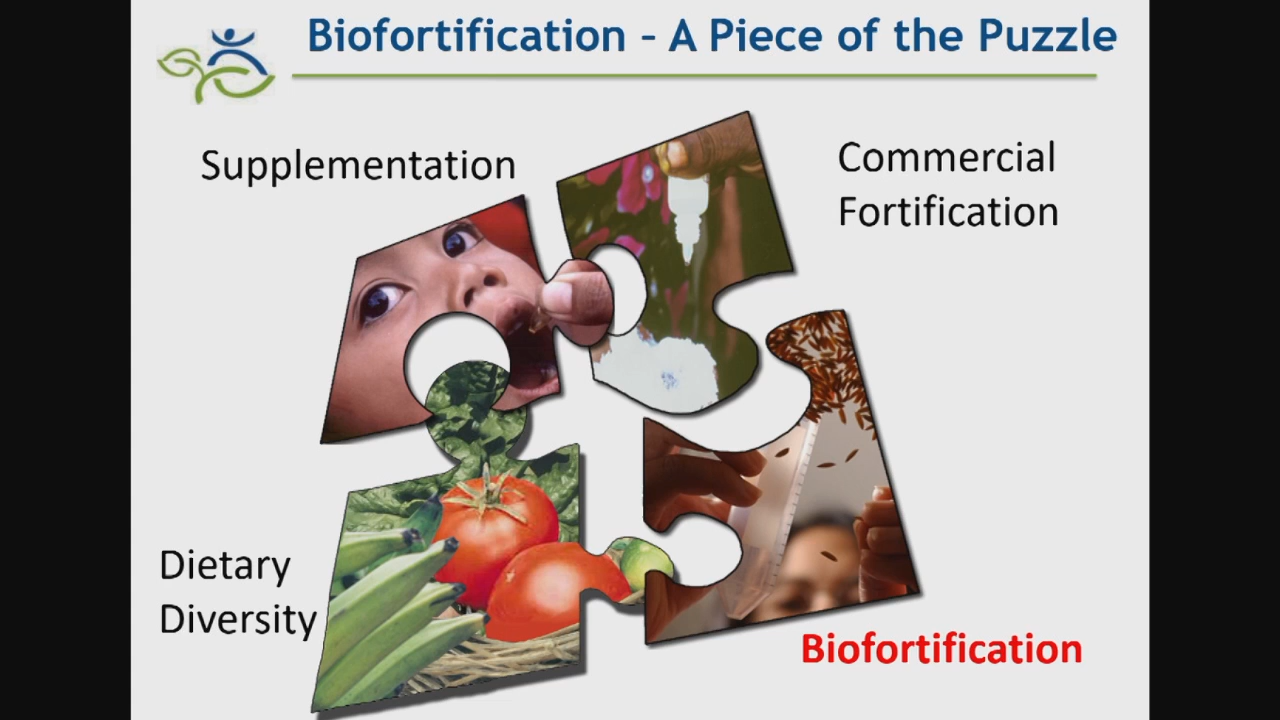 Biofortification – A Piece of the Puzzle
Supplementation
Commercial
Fortification
Dietary
Diversity
Biofortification